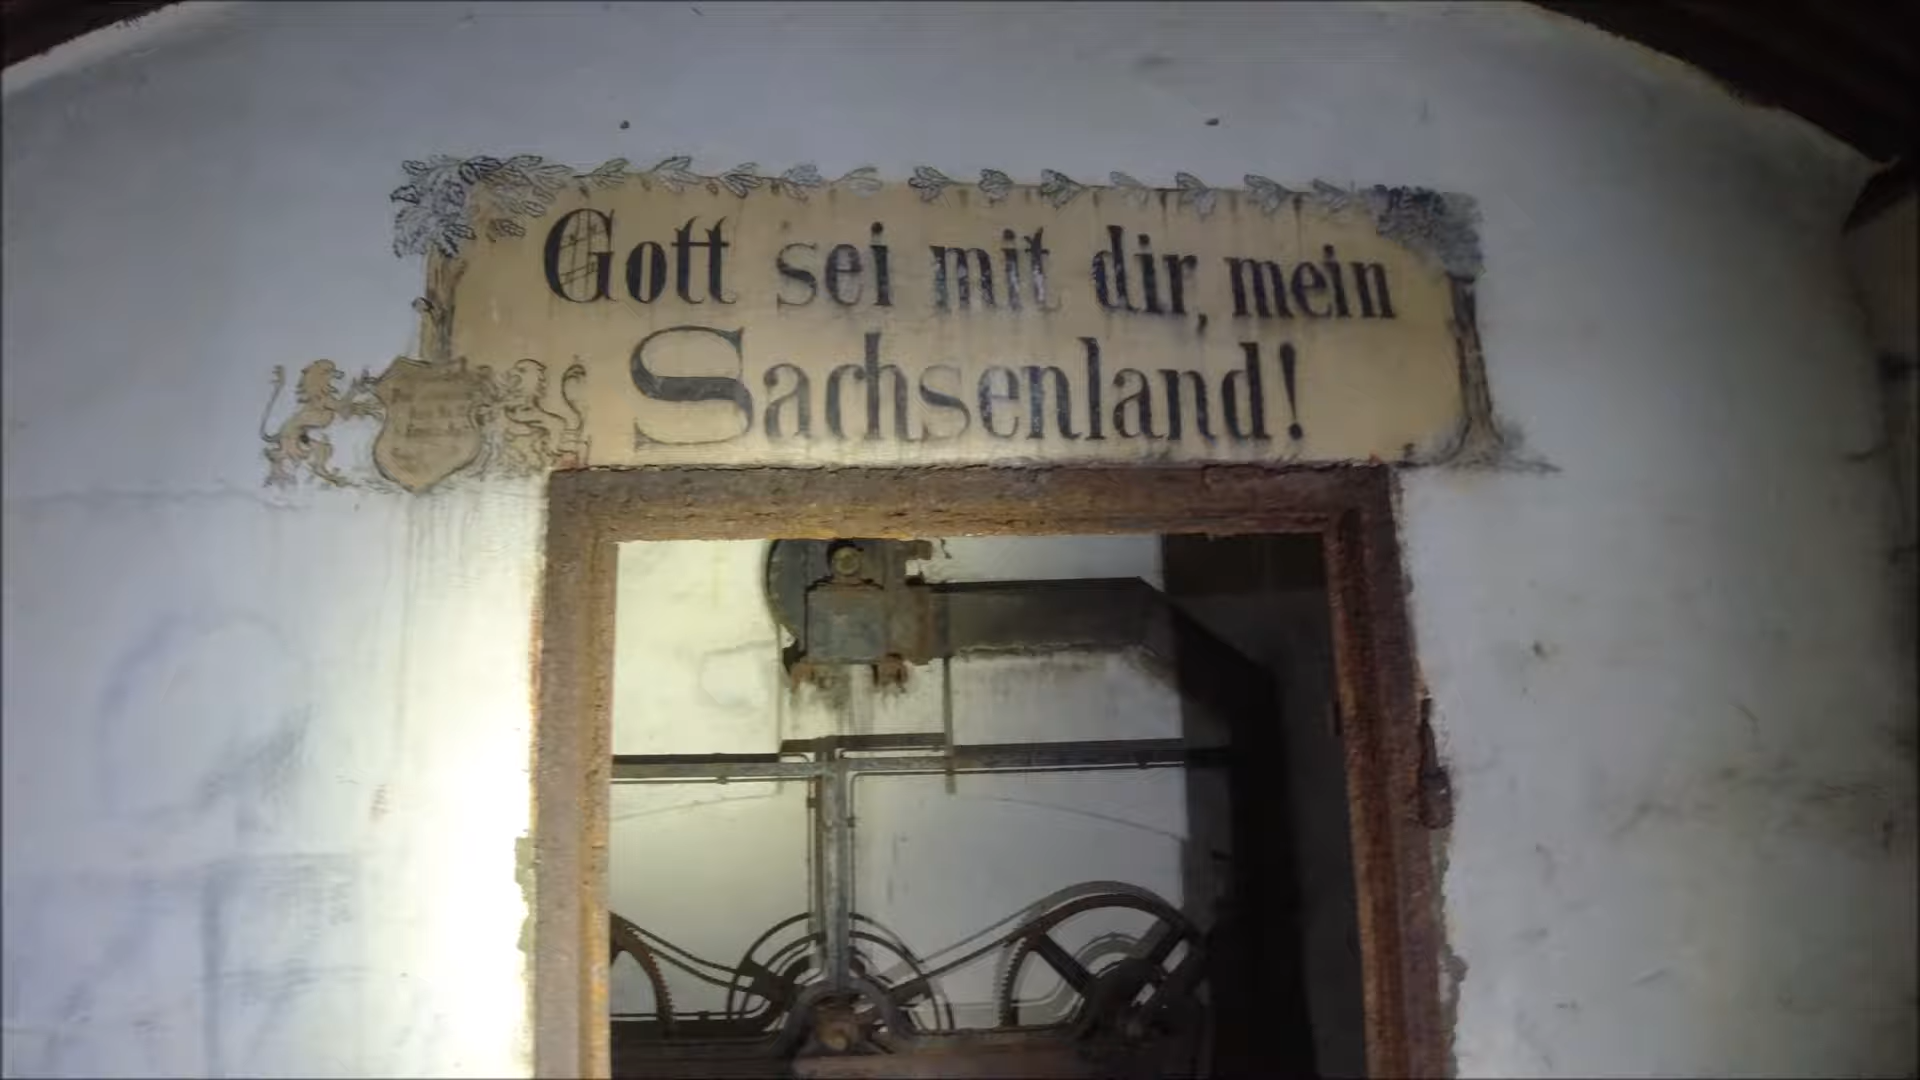 Gott sei mit dir, mein
Sachsenland!